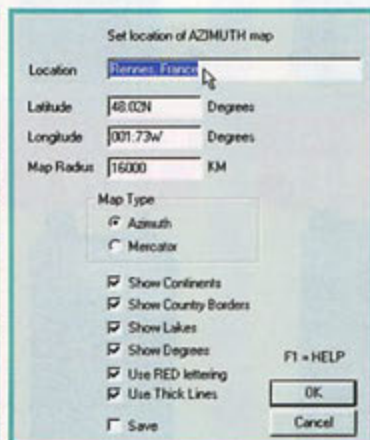 Set location of AZIMUTH map
Location Rennes, France
Latitude 48.02N Degrees
Longitude 001.73W Degrees
Map Radius 16000 KM
Map Type
Azimuth
Mercator
Show Continents
Show Country Borders
Show Lakes
Show Degrees
Use RED lettering
Use Thick Lines
Save
F1 = HELP
OK
Cancel